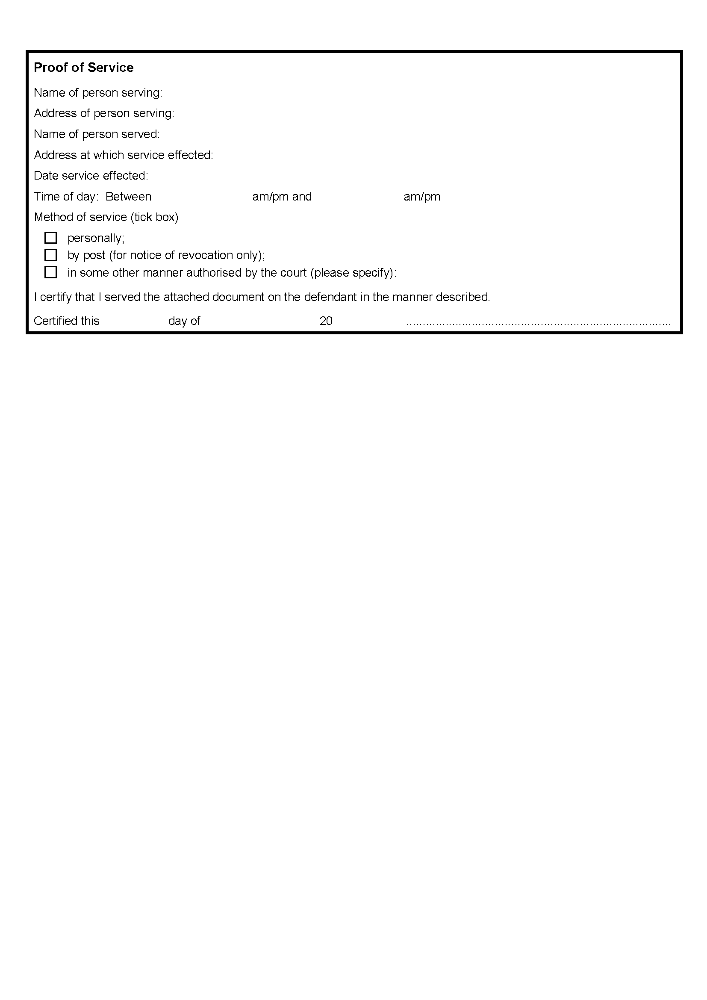 Proof of Service
Name of person serving:
Address of person serving:
Name of person served:
Address at which service effected:
Date service effected:
Time of day:  Between am/pm and am/pm
Method of service (tick box)
personally;
by post (for notice of revocation only);
in some other manner authorised by the court (please specify):
I certify that I served the attached document on the defendant in the manner described.
Certified this day of 20 ................................................................................